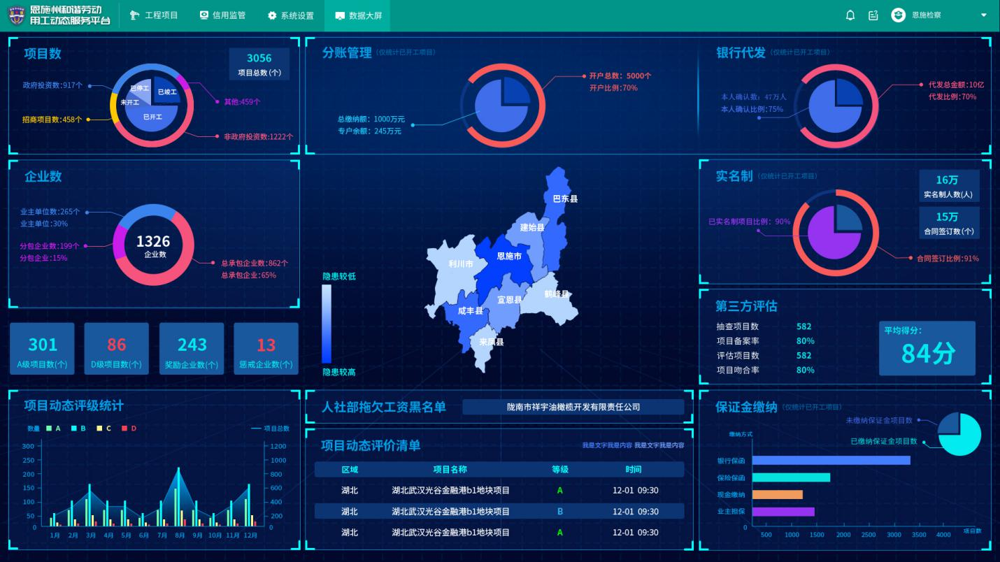 恩施州和谐劳动
用工动态服务平台
工程项目
信用监管
系统设置
数据大屏
恩施检察
项目数
3056
项目总数(个)
政府投资数:917个
招商项目数:458个
已停工
已竣工
未开工
已开工
其他:459个
非政府投资数:1222个
分账管理(仅统计已开工项目)
总缴纳额：1000万元
专户余额：245万元
开户总数：5000个
开户比例:70%
银行代发(仅统计已开工项目)
本人确认数：47万人
本人确认比例:75%
代发总金额:10亿
代发比例:70%
企业数
业主单位数:265个
业主单位:30%
分包企业数:199个
分包企业:15%
1326
企业数
总承包企业数:862个
总承包企业:65%
301
A级项目数(个)
86
D级项目数(个)
243
奖励企业数(个)
13
惩戒企业数(个)
隐患较低
隐患较高
巴东县
建始县
恩施市
利川市
鹤峰县
宣恩县
咸丰县
来凤县
实名制(仅统计已开工项目)
16万
实名制人数(人)
15万
合同签订数(个)
已实名制项目比例：90%
合同签订比例:91%
第三方评估
抽查项目数 582
项目备案率 80%
评估项目数 582
项目吻合率 80%
平均得分：
84分
项目动态评级统计
数量 A B C D
项目总数
300
250
200
150
100
50
0
1200
1000
800
600
400
200
0
1月 2月 3月 4月 5月 6月 7月 8月 9月 10月 11月 12月
人社部拖欠工资黑名单
陇南市祥宇油橄榄开发有限责任公司
项目动态评价清单
我是文字我是内容 我是文字我是内容
区域 项目名称 等级 时间
湖北 湖北武汉光谷金融港b1地块项目 A 12-01 09:30
湖北 湖北武汉光谷金融港b1地块项目 B 12-01 09:30
湖北 湖北武汉光谷金融港b1地块项目 A 12-01 09:30
保证金缴纳(仅统计已开工项目)
未缴纳保证金项目数
已缴纳保证金项目数
缴纳方式
银行保函
保险保函
现金缴纳
业主担保
0
500 1000 1500 2000 2500 3000 3500 4000
项目数